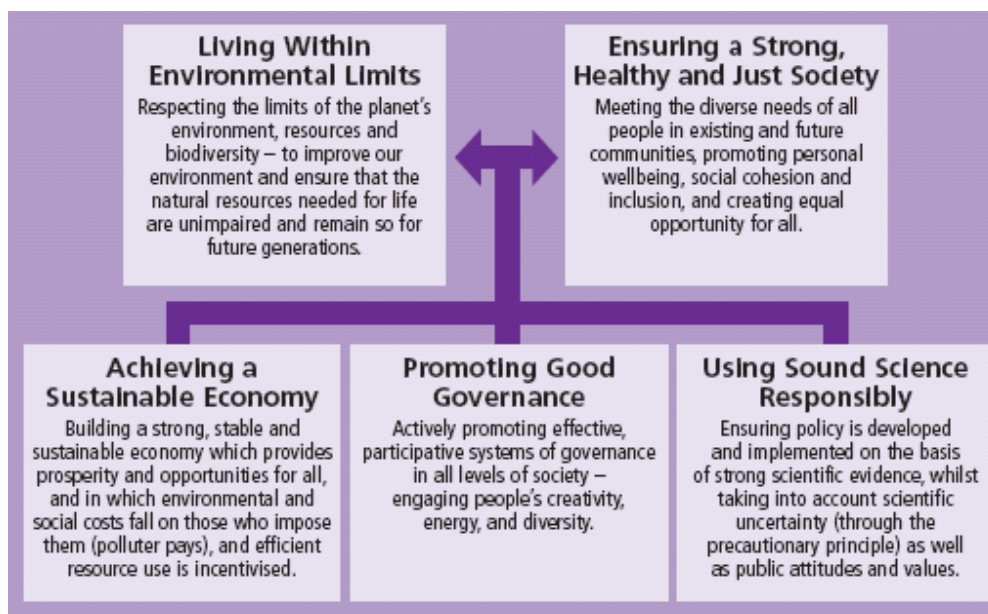 Living Within
Environmental Limits
Respecting the limits of the planet's
environment, resources and
biodiversity – to improve our
environment and ensure that the
natural resources needed for life
are unimpaired and remain so for
future generations.
Ensuring a Strong,
Healthy and Just Society
Meeting the diverse needs of all
people in existing and future
communities, promoting personal
wellbeing, social cohesion and
inclusion, and creating equal
opportunity for all.
Achieving a
Sustainable Economy
Building a strong, stable and
sustainable economy which provides
prosperity and opportunities for all,
and in which environmental and
social costs fall on those who impose
them (polluter pays), and efficient
resource use is incentivised.
Promoting Good
Governance
Actively promoting effective,
participative systems of governance
in all levels of society –
engaging people's creativity,
energy, and diversity.
Using Sound Science
Responsibly
Ensuring policy is developed
and implemented on the basis
of strong scientific evidence, whilst
taking into account scientific
uncertainty (through the
precautionary principle) as well
as public attitudes and values.